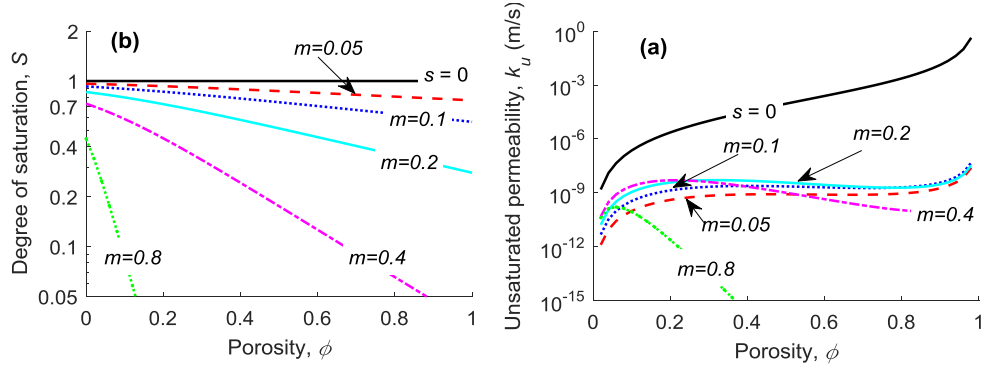 (b)
Degree of saturation, S
2
1
0.7
0.4
0.2
0.1
0.05
m=0.05
s = 0
m=0.1
m=0.2
m=0.4
m=0.8
0 0.2 0.4 0.6 0.8 1
Porosity, ϕ
(a)
Unsaturated permeability, k_u (m/s)
10^0
10^-3
10^-6
10^-9
10^-12
10^-15
s = 0
m=0.1
m=0.2
m=0.4
m=0.05
m=0.8
0 0.2 0.4 0.6 0.8 1
Porosity, ϕ